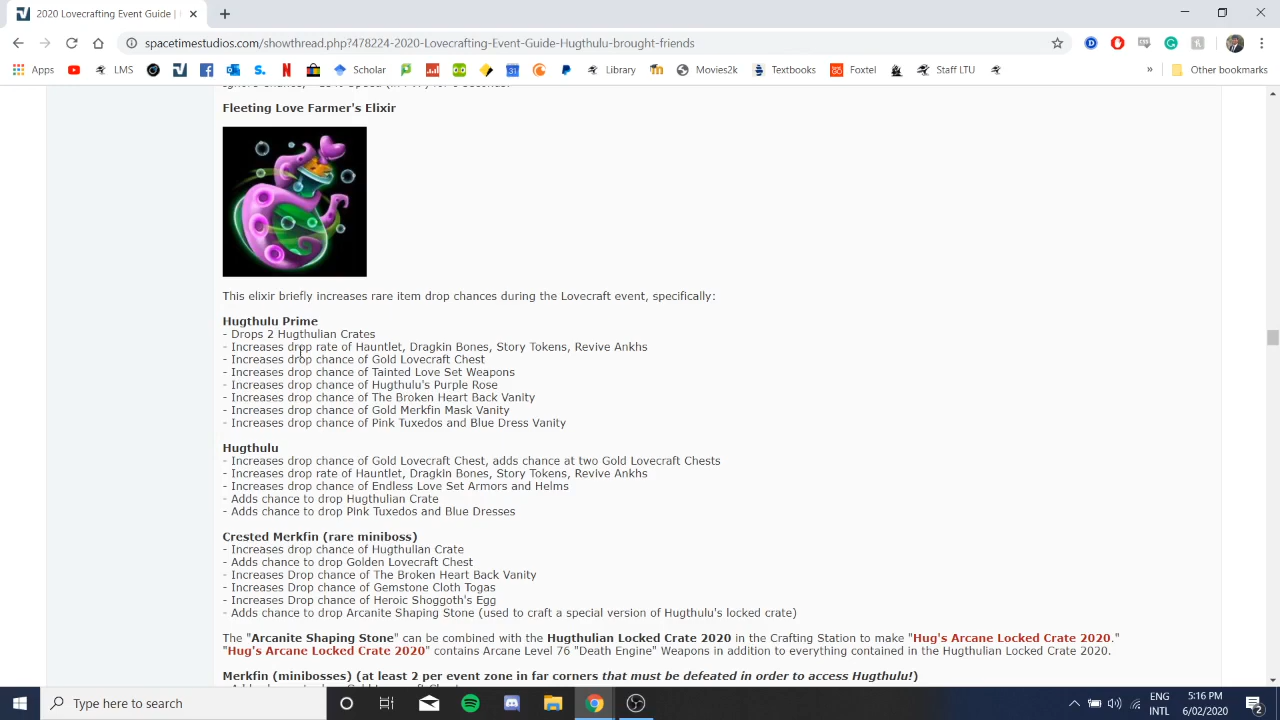 2020 Lovecrafting Event Guide |
spacetimestudios.com/showthread.php?478224-2020-Lovecrafting-Event-Guide-Hugthulu-brought-friends
Apps LMS Scholar Library Movies2k Textbooks Foxtel Staff LTU » Other bookmarks
Fleeting Love Farmer's Elixir
This elixir briefly increases rare item drop chances during the Lovecraft event, specifically:
Hugthulu Prime
- Drops 2 Hugthulian Crates
- Increases drop rate of Hauntlet, Dragkin Bones, Story Tokens, Revive Ankhs
- Increases drop chance of Gold Lovecraft Chest
- Increases drop chance of Tainted Love Set Weapons
- Increases drop chance of Hugthulu's Purple Rose
- Increases drop chance of The Broken Heart Back Vanity
- Increases drop chance of Gold Merkfin Mask Vanity
- Increases drop chance of Pink Tuxedos and Blue Dress Vanity
Hugthulu
- Increases drop chance of Gold Lovecraft Chest, adds chance at two Gold Lovecraft Chests
- Increases drop rate of Hauntlet, Dragkin Bones, Story Tokens, Revive Ankhs
- Increases drop chance of Endless Love Set Armors and Helms
- Adds chance to drop Hugthulian Crate
- Adds chance to drop Pink Tuxedos and Blue Dresses
Crested Merkfin (rare miniboss)
- Increases drop chance of Hugthulian Crate
- Adds chance to drop Golden Lovecraft Chest
- Increases Drop chance of The Broken Heart Back Vanity
- Increases Drop chance of Gemstone Cloth Togas
- Increases Drop chance of Heroic Shoggoth's Egg
- Adds chance to drop Arcanite Shaping Stone (used to craft a special version of Hugthulu's locked crate)
The "Arcanite Shaping Stone" can be combined with the Hugthulian Locked Crate 2020 in the Crafting Station to make "Hug's Arcane Locked Crate 2020."
"Hug's Arcane Locked Crate 2020" contains Arcane Level 76 "Death Engine" Weapons in addition to everything contained in the Hugthulian Locked Crate 2020.
Merkfin (minibosses) (at least 2 per event zone in far corners that must be defeated in order to access Hugthulu!)
Type here to search
ENG
INTL
5:16 PM
6/02/2020
2